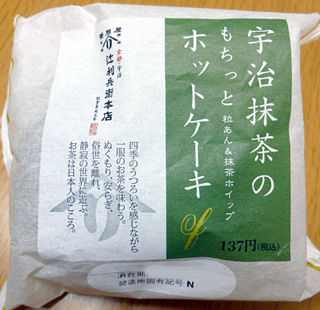 宇治抹茶の
もちっと 粒あん&抹茶ホイップ
ホットケーキ
137円(税込)
京都・宇治
辻利兵衛本店
四季のうつろいを感じながら
一服のお茶を味わう。
ぬくもり、安らぎ、
俗世を離れ、
静寂の世界に遊ぶ。
お茶は日本人のこころ。
消費期
製造所固有記号 N